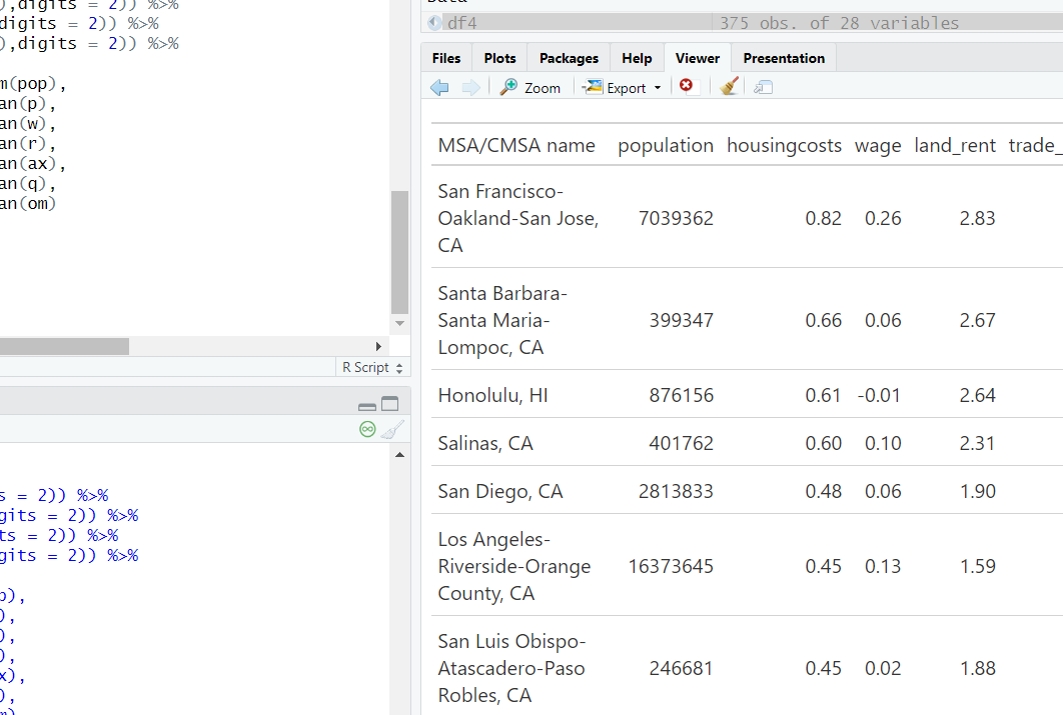 ),digits = 2)) %>%
digits = 2)) %>%
),digits = 2)) %>%
m(pop),
an(p),
an(w),
an(r),
an(ax),
an(q),
an(om)
R Script
s = 2)) %>%
gits = 2)) %>%
ts = 2)) %>%
gits = 2)) %>%
p),
),
),
),
x),
),
m)
df4 375 obs. of 28 variables
Files Plots Packages Help Viewer Presentation
Zoom Export
MSA/CMSA name population housingcosts wage land_rent trade_
San Francisco-
Oakland-San Jose, 7039362 0.82 0.26 2.83
CA
Santa Barbara-
Santa Maria- 399347 0.66 0.06 2.67
Lompoc, CA
Honolulu, HI 876156 0.61 -0.01 2.64
Salinas, CA 401762 0.60 0.10 2.31
San Diego, CA 2813833 0.48 0.06 1.90
Los Angeles-
Riverside-Orange 16373645 0.45 0.13 1.59
County, CA
San Luis Obispo-
Atascadero-Paso 246681 0.45 0.02 1.88
Robles, CA